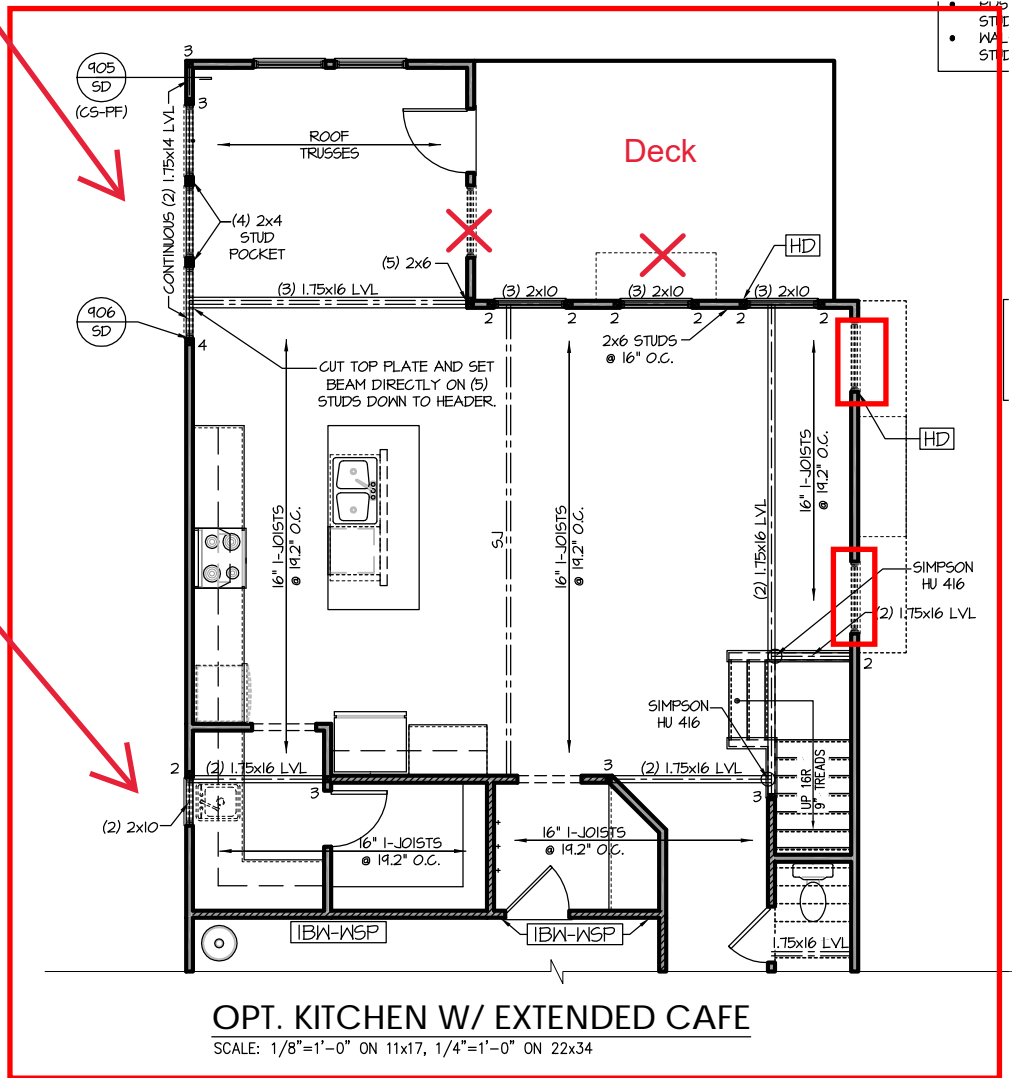 STUD
WAL
STUD
3
905
SD
(CS-PF)
3
CONTINUOUS (2) 1.75x14 LVL
ROOF
TRUSSES
Deck
(4) 2x4
STUD
POCKET
(5) 2x6
HD
(3) 1.75x16 LVL
(3) 2x10
(3) 2x10
(3) 2x10
906
SD
4
2
2
2
2
2
2
2x6 STUDS
@ 16" O.C.
CUT TOP PLATE AND SET
BEAM DIRECTLY ON (5)
STUDS DOWN TO HEADER.
HD
16" I-JOISTS
@ 19.2" O.C.
16" I-JOISTS
@ 19.2" O.C.
SJ
16" I-JOISTS
@ 19.2" O.C.
(2) 1.75x16 LVL
SIMPSON
HU 416
(2) 1.75x16 LVL
2
SIMPSON
HU 416
UP 16R
9" TREADS
2
(2) 1.75x16 LVL
3
3
(2) 1.75x16 LVL
3
(2) 2x10
16" I-JOISTS
@ 19.2" O.C.
16" I-JOISTS
@ 19.2" O.C.
IBW-WSP
IBW-WSP
1.75x16 LVL
OPT. KITCHEN W/ EXTENDED CAFE
SCALE: 1/8"=1'-0" ON 11x17, 1/4"=1'-0" ON 22x34